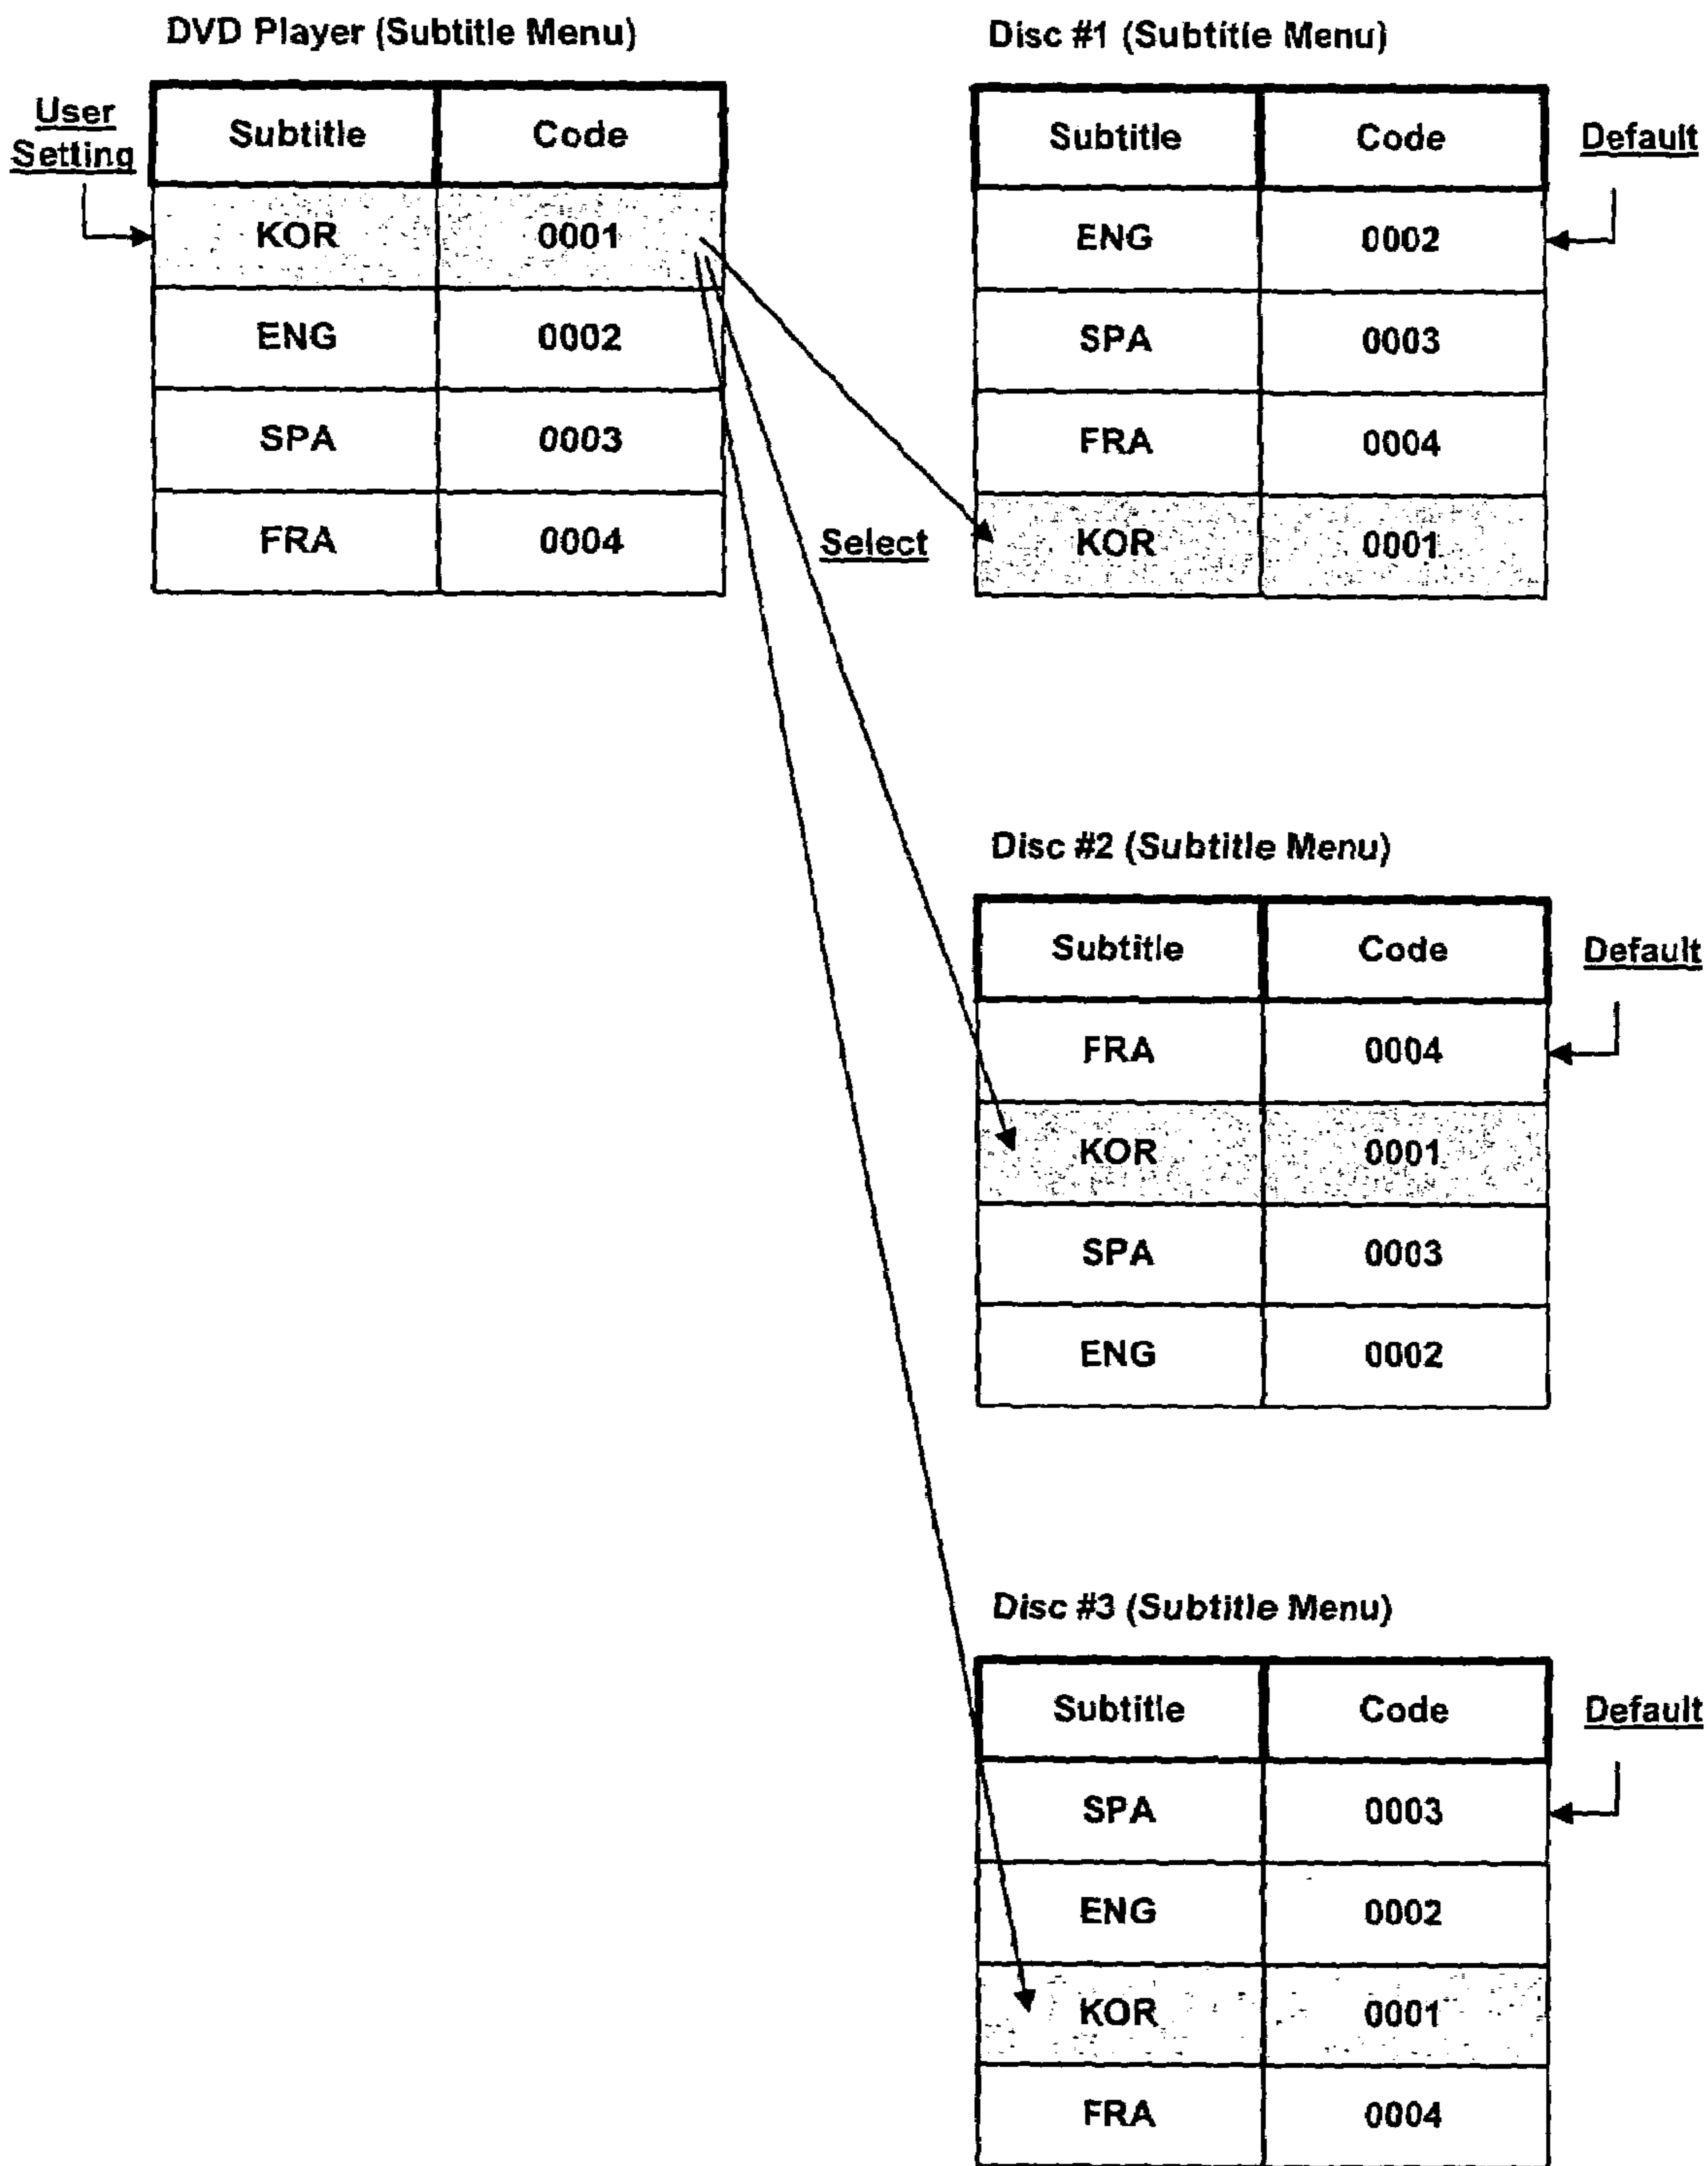 DVD Player (Subtitle Menu)
User
Setting
Subtitle Code
KOR 0001
ENG 0002
SPA 0003
FRA 0004
Select
Disc #1 (Subtitle Menu)
Subtitle Code
Default
ENG 0002
SPA 0003
FRA 0004
KOR 0001
Disc #2 (Subtitle Menu)
Subtitle Code
Default
FRA 0004
KOR 0001
SPA 0003
ENG 0002
Disc #3 (Subtitle Menu)
Subtitle Code
Default
SPA 0003
ENG 0002
KOR 0001
FRA 0004